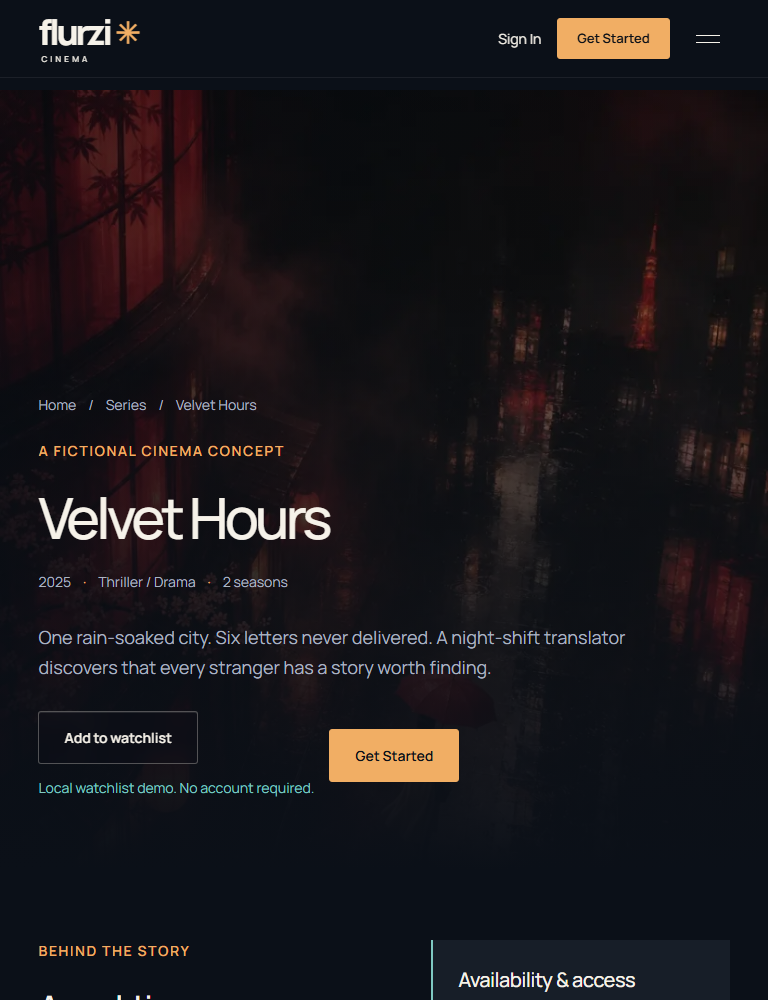 flurzi
CINEMA
Sign In
Get Started
Home / Series / Velvet Hours
A FICTIONAL CINEMA CONCEPT
Velvet Hours
2025 · Thriller / Drama · 2 seasons
One rain-soaked city. Six letters never delivered. A night-shift translator
discovers that every stranger has a story worth finding.
Add to watchlist
Get Started
Local watchlist demo. No account required.
BEHIND THE STORY
Availability & access